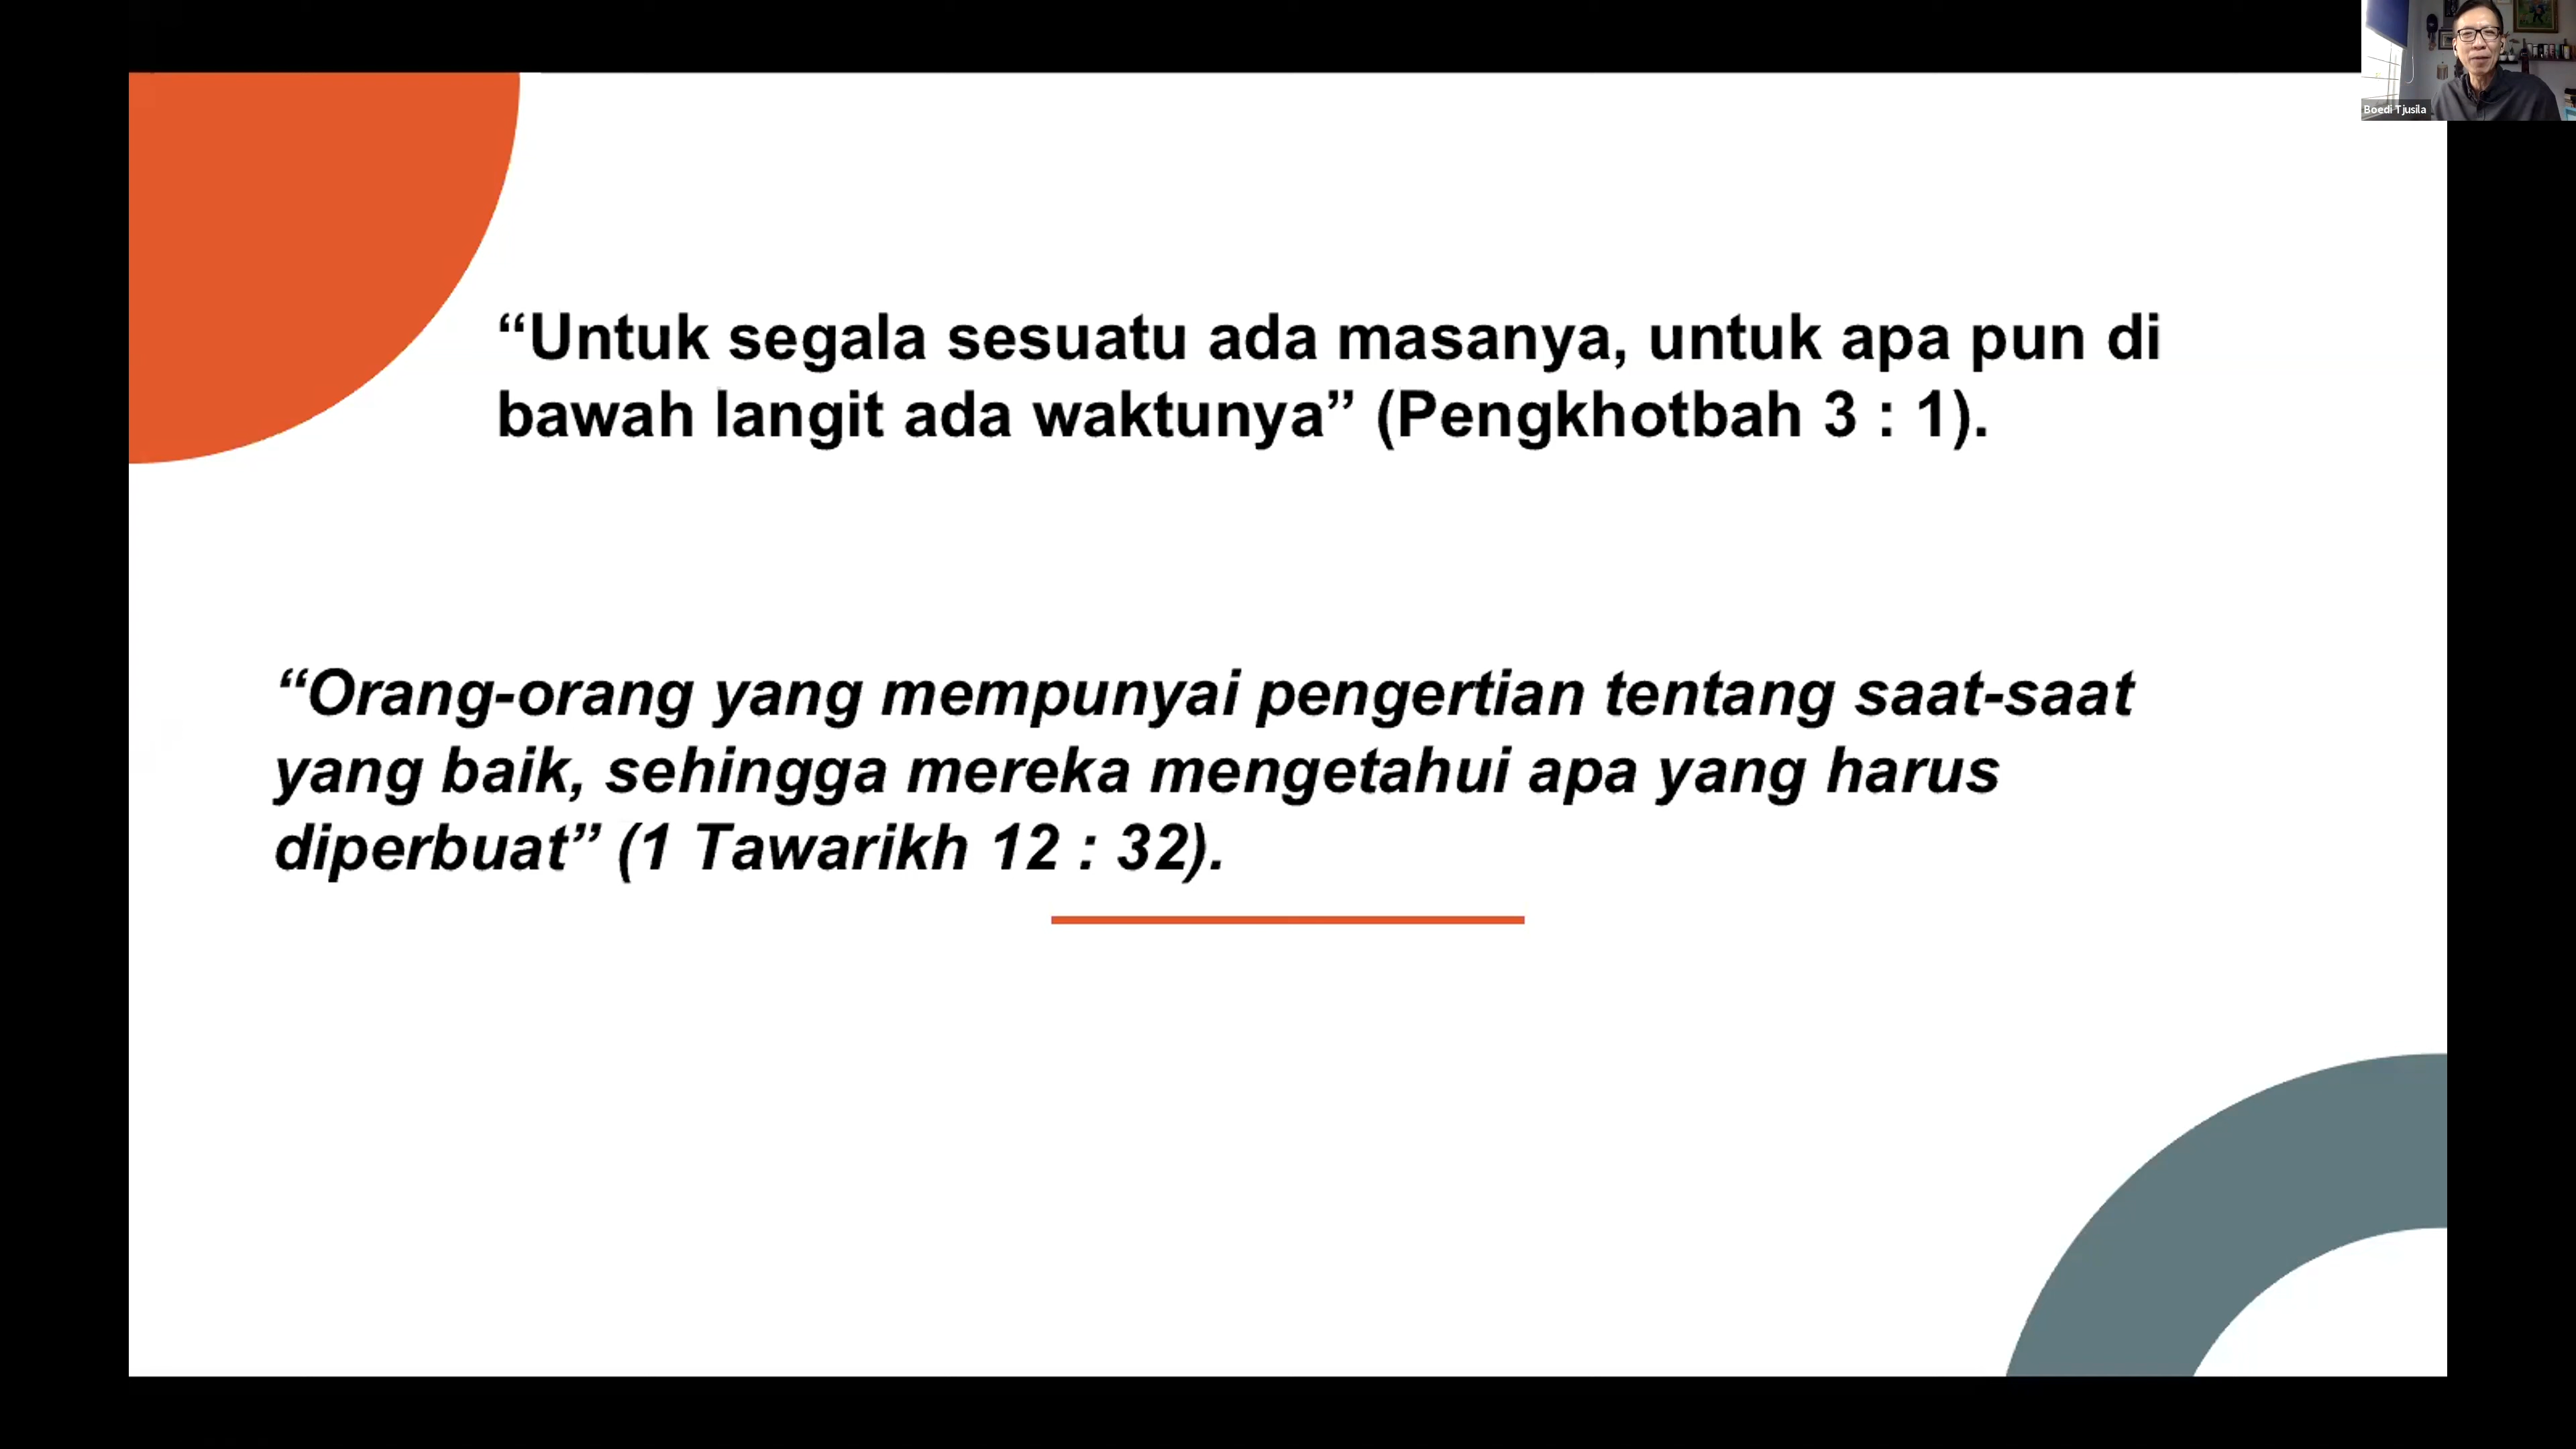 Boedi Tjusila
“Untuk segala sesuatu ada masanya, untuk apa pun di
bawah langit ada waktunya” (Pengkhotbah 3 : 1).
“Orang-orang yang mempunyai pengertian tentang saat-saat
yang baik, sehingga mereka mengetahui apa yang harus
diperbuat” (1 Tawarikh 12 : 32).